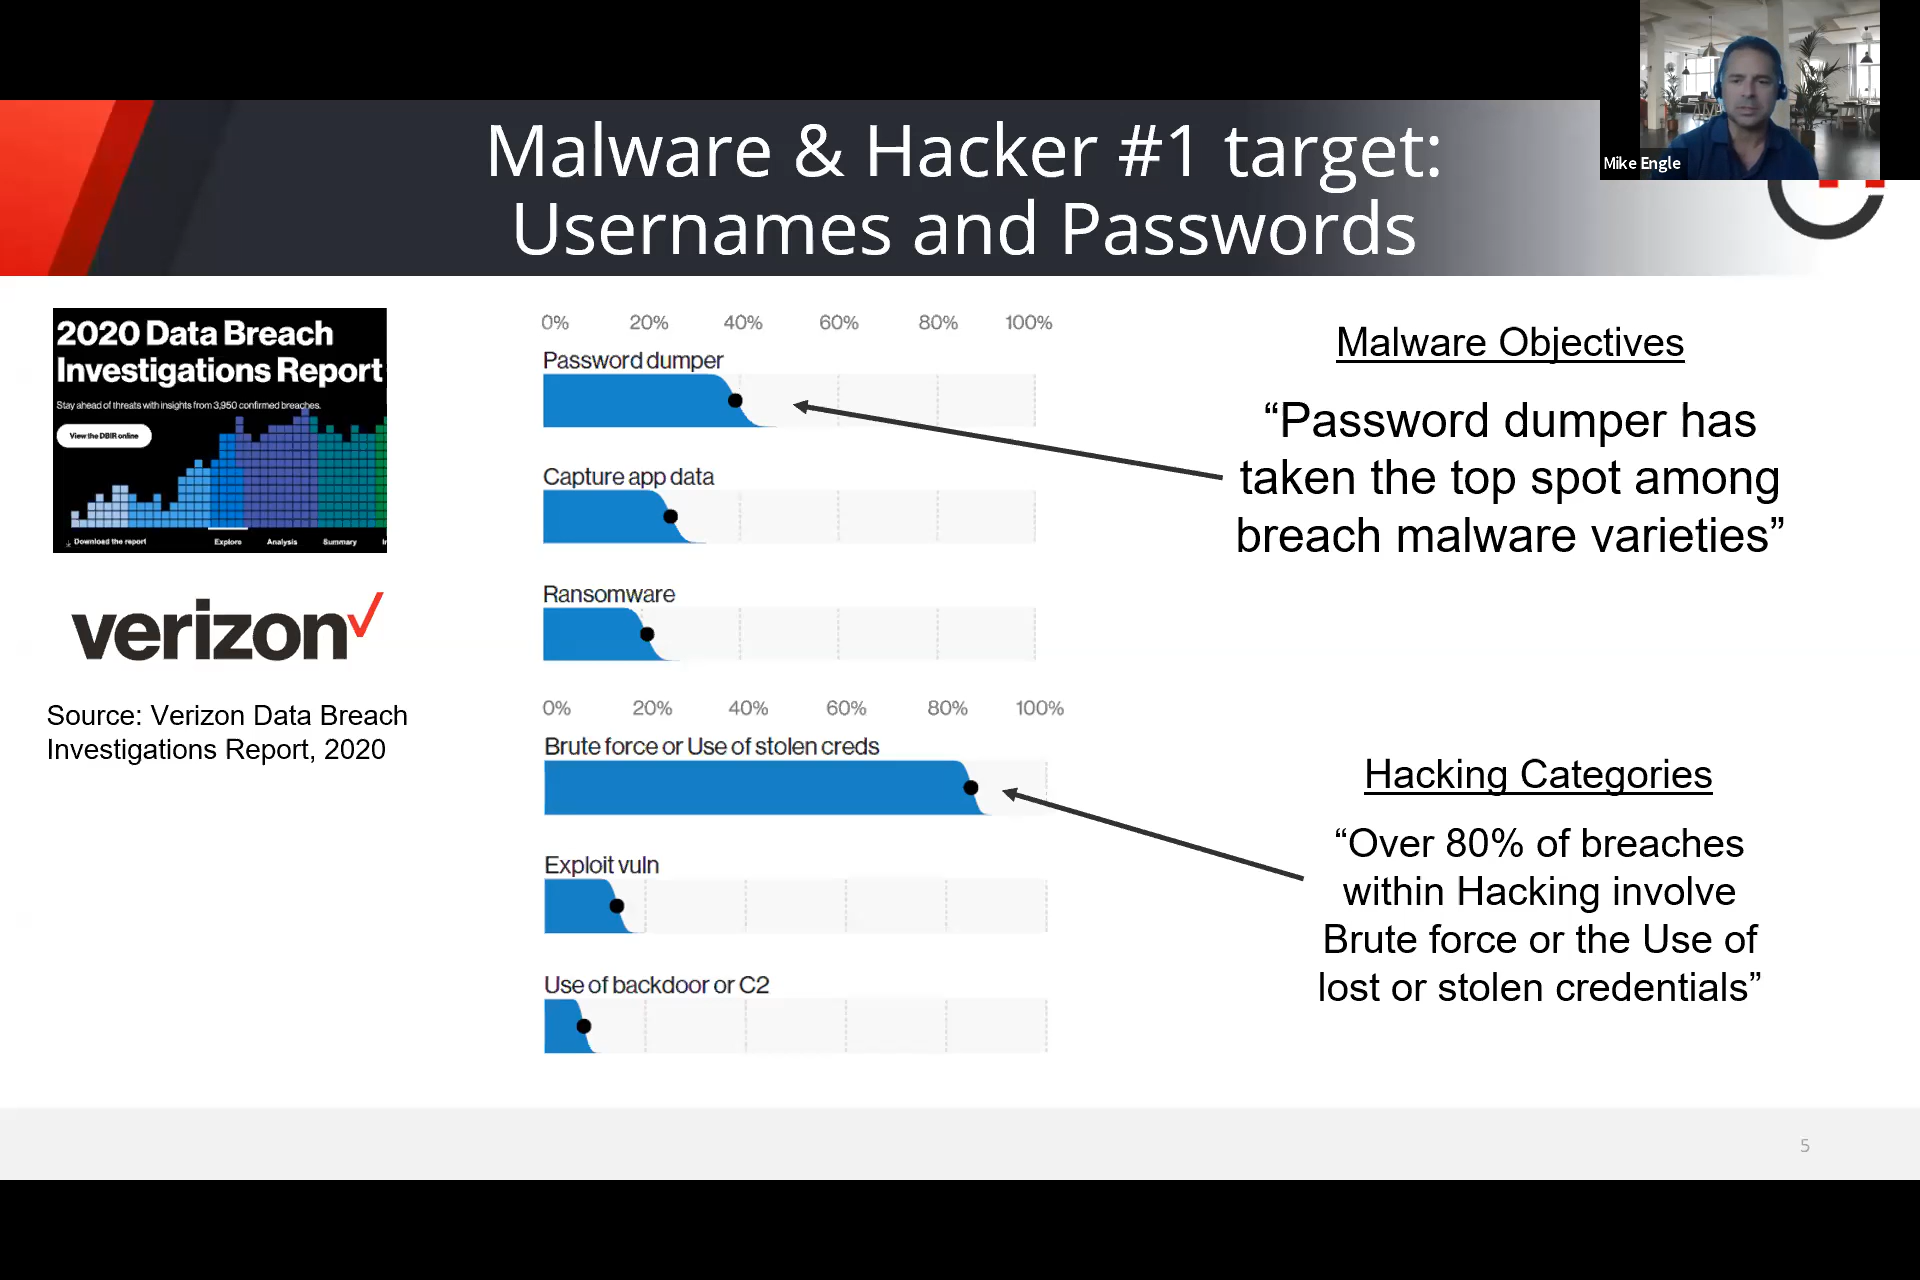 Mike Engle
Malware & Hacker #1 target:
Usernames and Passwords
2020 Data Breach
Investigations Report
Stay ahead of threats with insights from 3,950 confirmed breaches.
View the DBIR online
Download the report
Explore
Analysis
Summary
verizon
Source: Verizon Data Breach
Investigations Report, 2020
0% 20% 40% 60% 80% 100%
Password dumper
Capture app data
Ransomware
0% 20% 40% 60% 80% 100%
Brute force or Use of stolen creds
Exploit vuln
Use of backdoor or C2
Malware Objectives
“Password dumper has
taken the top spot among
breach malware varieties”
Hacking Categories
“Over 80% of breaches
within Hacking involve
Brute force or the Use of
lost or stolen credentials”
5